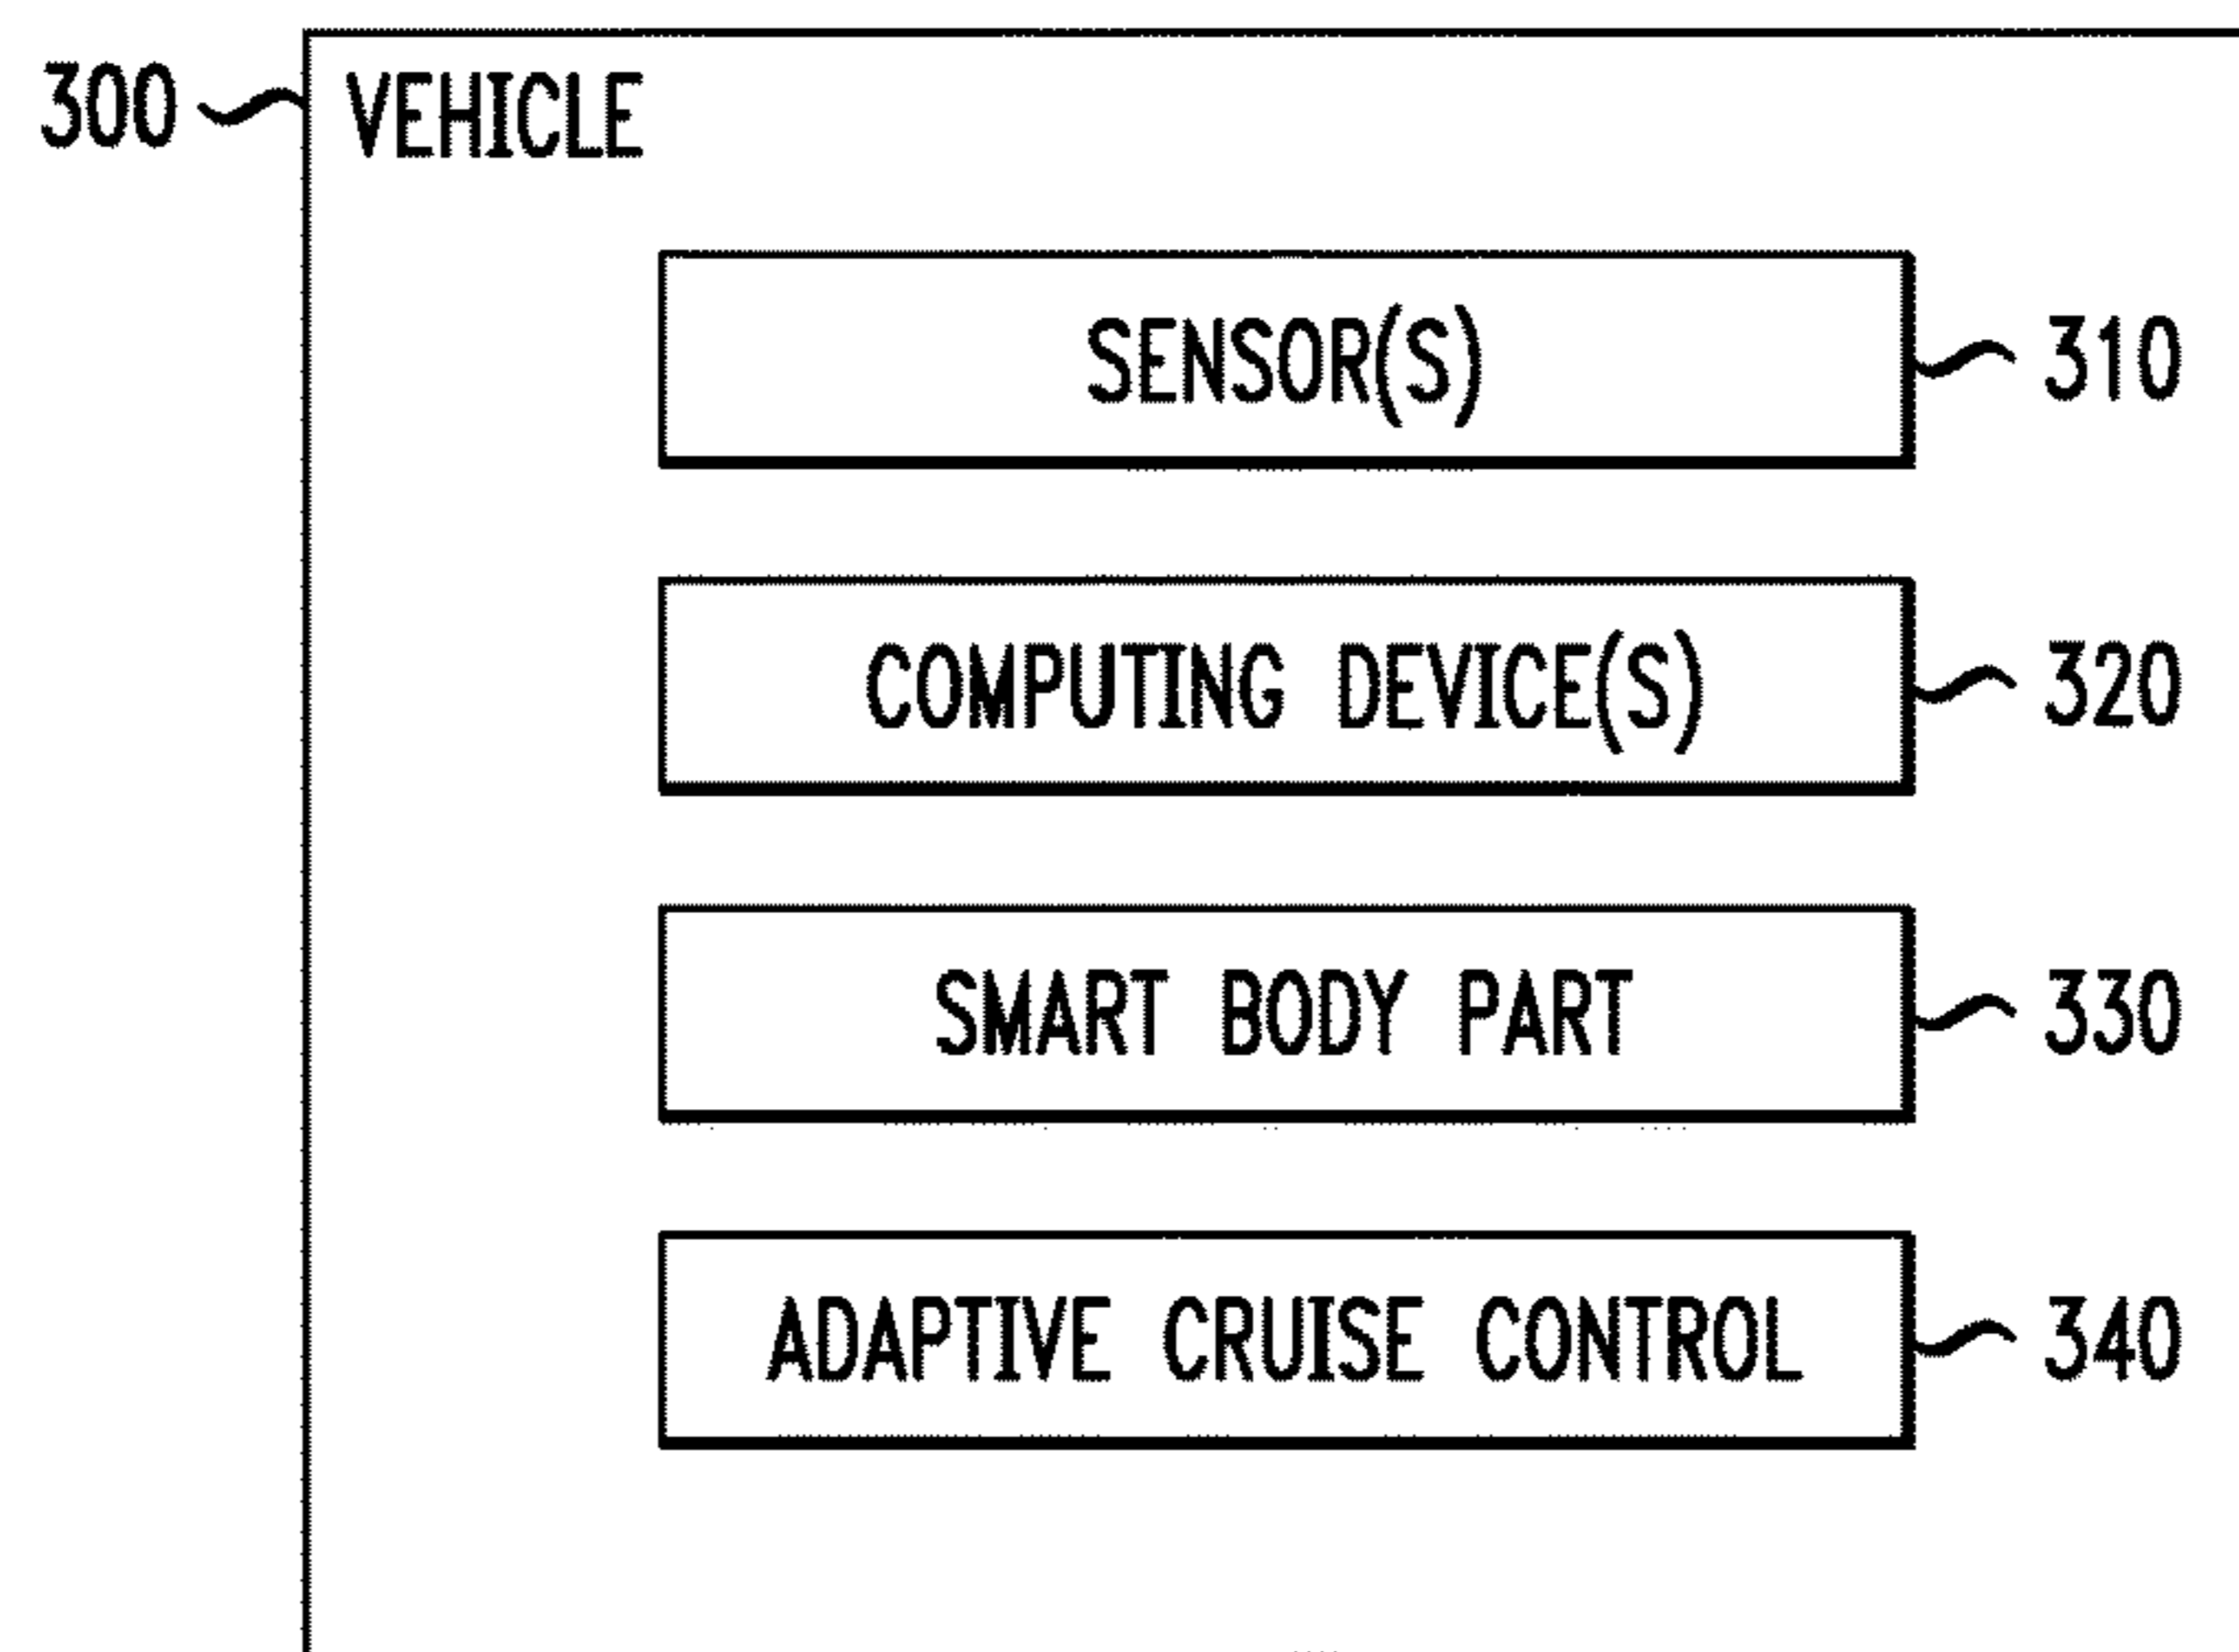 300 VEHICLE
SENSOR(S) 310
COMPUTING DEVICE(S) 320
SMART BODY PART 330
ADAPTIVE CRUISE CONTROL 340